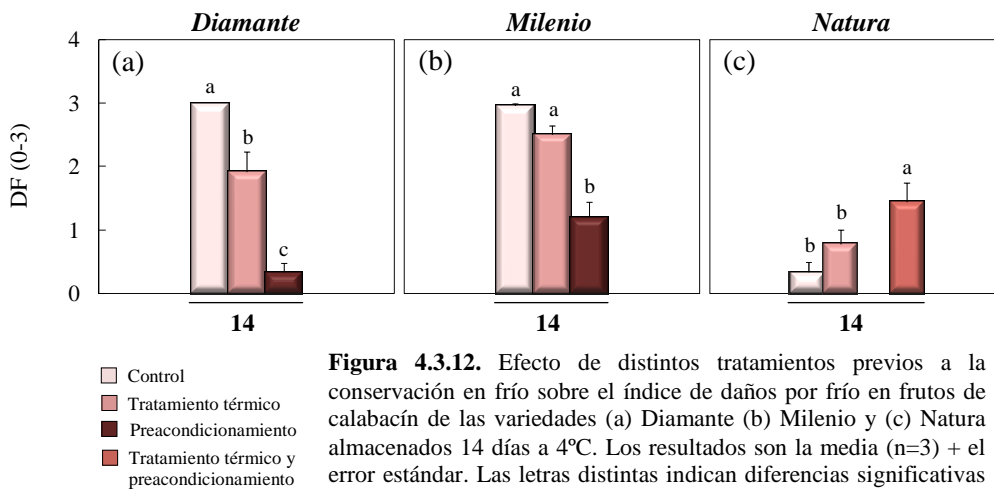 Diamante Milenio Natura
4
(a) (b) (c)
3
2
1
0
DF (0-3)
a b c
a a b
b b a
14 14 14
Control
Tratamiento térmico
Preacondicionamiento
Tratamiento térmico y
preacondicionamiento
Figura 4.3.12. Efecto de distintos tratamientos previos a la
conservación en frío sobre el índice de daños por frío en frutos de
calabacín de las variedades (a) Diamante (b) Milenio y (c) Natura
almacenados 14 días a 4ºC. Los resultados son la media (n=3) + el
error estándar. Las letras distintas indican diferencias significativas